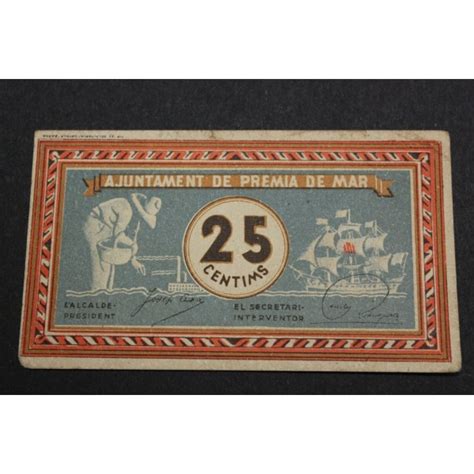 AJUNTAMENT DE PREMIA DE MAR
25
CENTIMS
L'ALCALDE-
PRESIDENT
EL SECRETARI-
INTERVENTOR